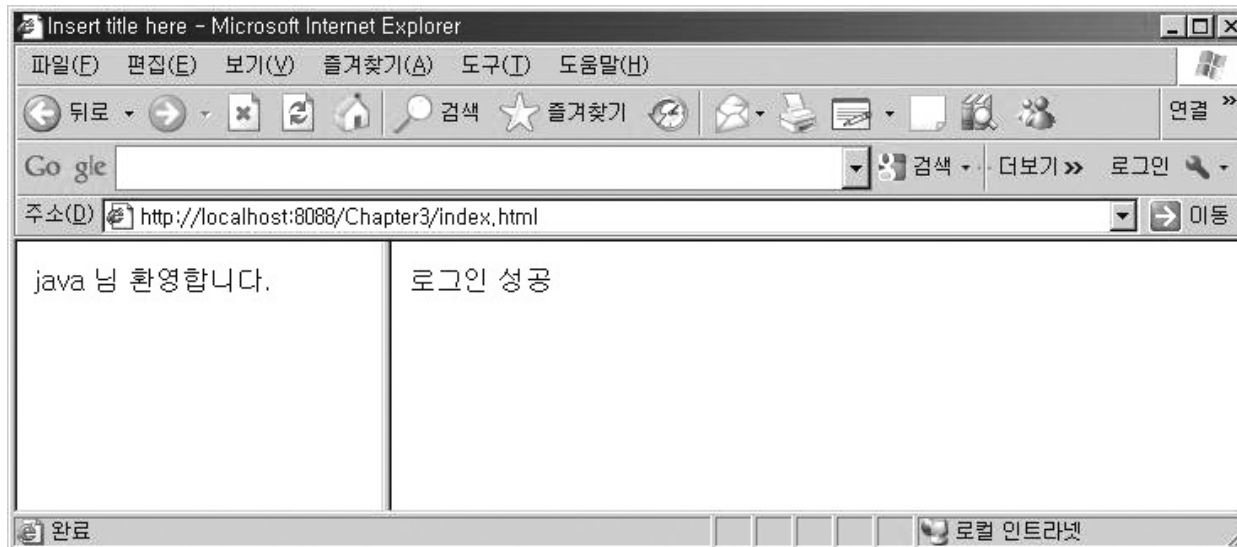 Insert title here - Microsoft Internet Explorer
파일(F) 편집(E) 보기(V) 즐겨찾기(A) 도구(T) 도움말(H)
뒤로 검색 즐겨찾기 연결 »
Go gle 검색 더보기 » 로그인
주소(D) http://localhost:8088/Chapter3/index.html 이동
java 님 환영합니다.
로그인 성공
완료 로컬 인트라넷